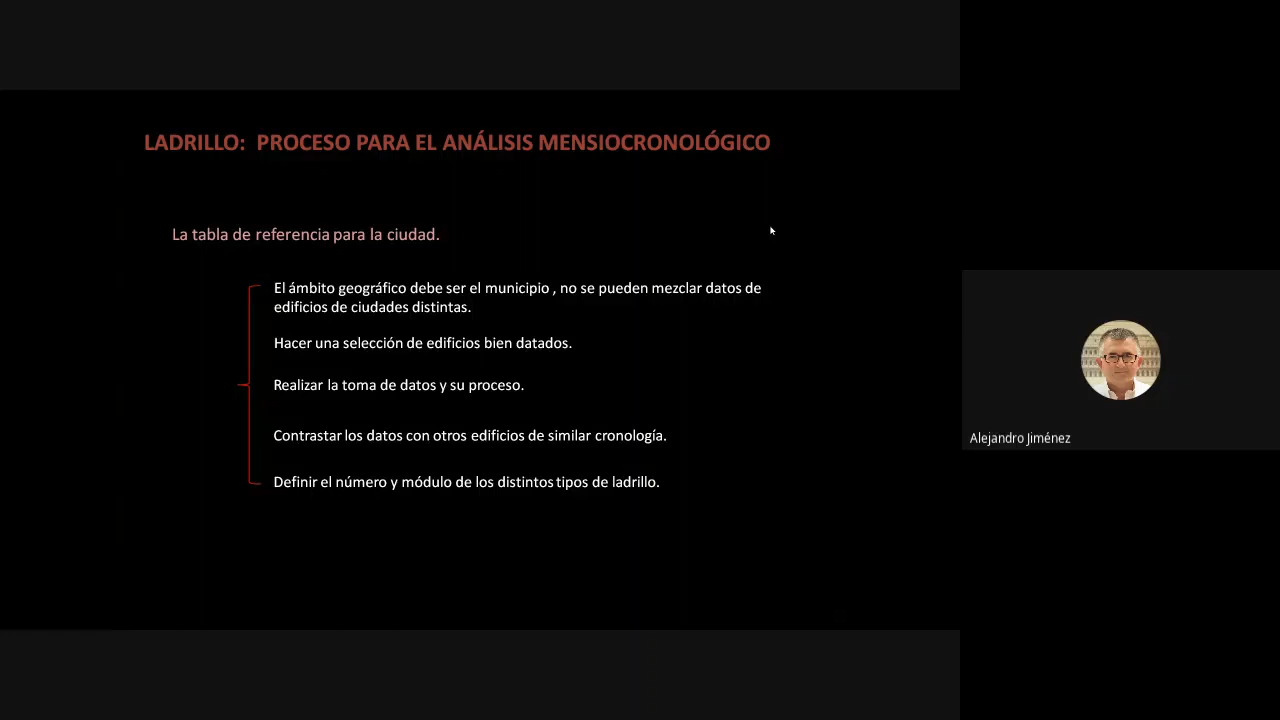 LADRILLO: PROCESO PARA EL ANÁLISIS MENSIOCRONOLÓGICO
La tabla de referencia para la ciudad.
El ámbito geográfico debe ser el municipio , no se pueden mezclar datos de
edificios de ciudades distintas.
Hacer una selección de edificios bien datados.
Realizar la toma de datos y su proceso.
Contrastar los datos con otros edificios de similar cronología.
Definir el número y módulo de los distintos tipos de ladrillo.
Alejandro Jiménez